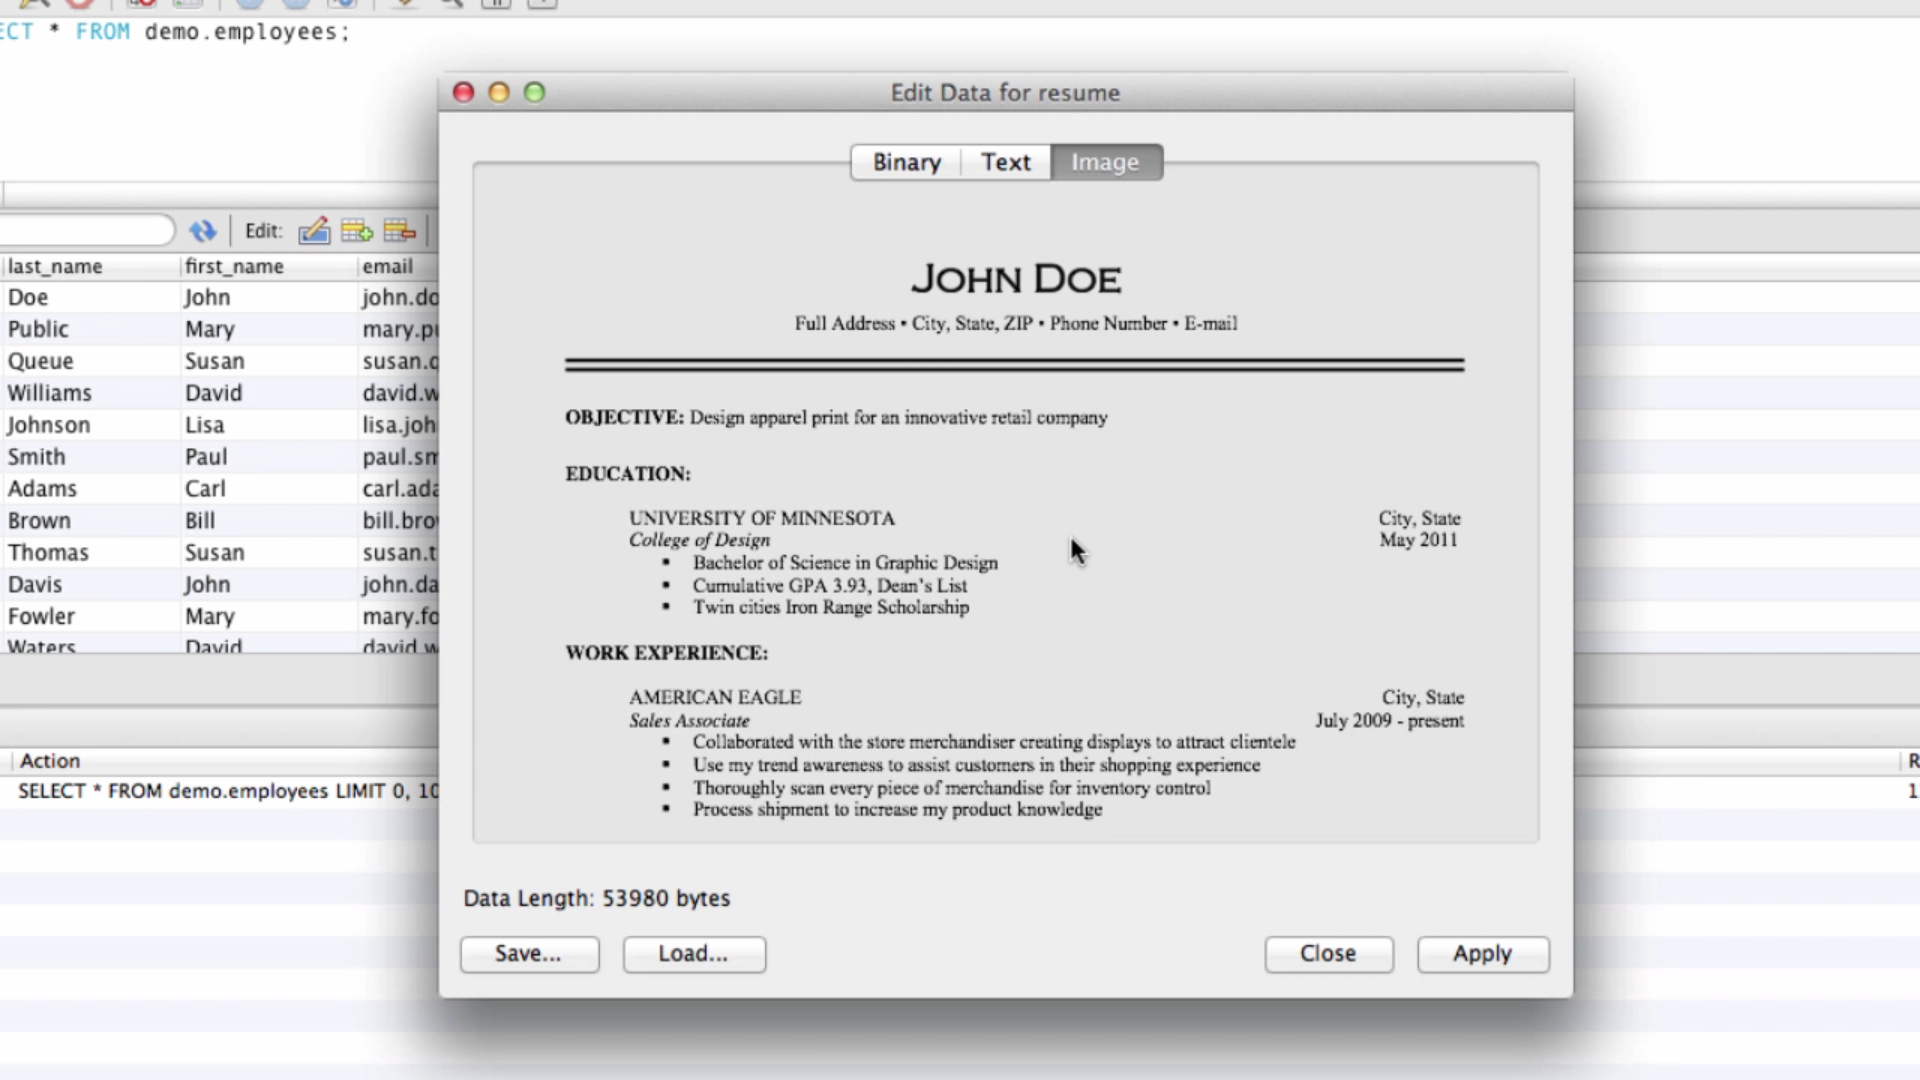 ECT * FROM demo.employees;
Edit Data for resume
Binary Text Image
Edit:
last_name first_name email
Doe John john.do
Public Mary mary.pu
Queue Susan susan.q
Williams David david.w
Johnson Lisa lisa.joh
Smith Paul paul.sm
Adams Carl carl.ada
Brown Bill bill.bro
Thomas Susan susan.t
Davis John john.da
Fowler Mary mary.fo
Waters David david.w
JOHN DOE
Full Address • City, State, ZIP • Phone Number • E-mail
OBJECTIVE: Design apparel print for an innovative retail company
EDUCATION:
UNIVERSITY OF MINNESOTA City, State
College of Design May 2011
▪ Bachelor of Science in Graphic Design
▪ Cumulative GPA 3.93, Dean's List
▪ Twin cities Iron Range Scholarship
WORK EXPERIENCE:
AMERICAN EAGLE City, State
Sales Associate July 2009 - present
▪ Collaborated with the store merchandiser creating displays to attract clientele
▪ Use my trend awareness to assist customers in their shopping experience
▪ Thoroughly scan every piece of merchandise for inventory control
▪ Process shipment to increase my product knowledge
Data Length: 53980 bytes
Save... Load... Close Apply
Action R
SELECT * FROM demo.employees LIMIT 0, 10 1